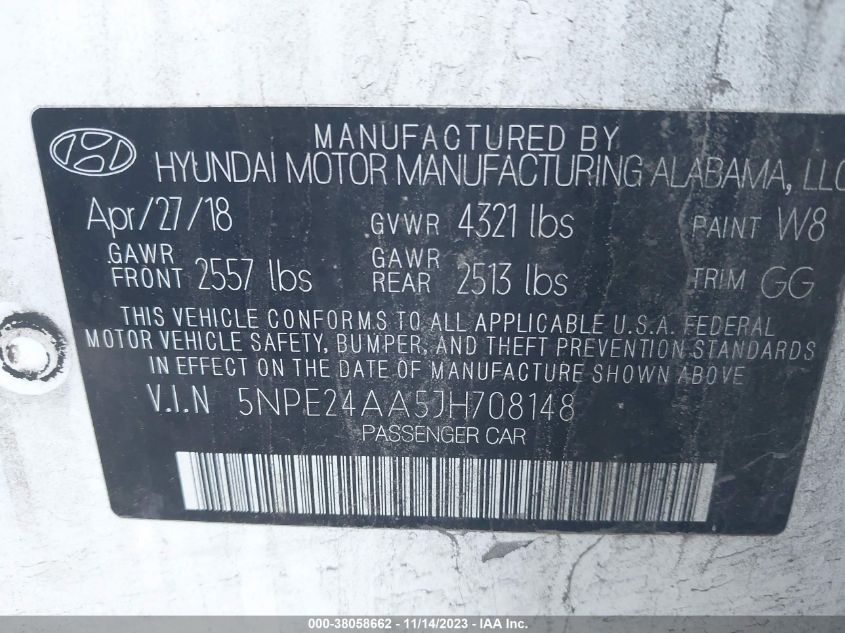 MANUFACTURED BY
HYUNDAI MOTOR MANUFACTURING ALABAMA, LLC
Apr/27/18 GVWR 4321 lbs PAINT W8
GAWR FRONT 2557 lbs GAWR REAR 2513 lbs TRIM GG
THIS VEHICLE CONFORMS TO ALL APPLICABLE U.S.A. FEDERAL
MOTOR VEHICLE SAFETY, BUMPER, AND THEFT PREVENTION STANDARDS
IN EFFECT ON THE DATE OF MANUFACTURE SHOWN ABOVE.
V.I.N 5NPE24AA5JH708148
PASSENGER CAR
000-38058662 - 11/14/2023 - IAA Inc.